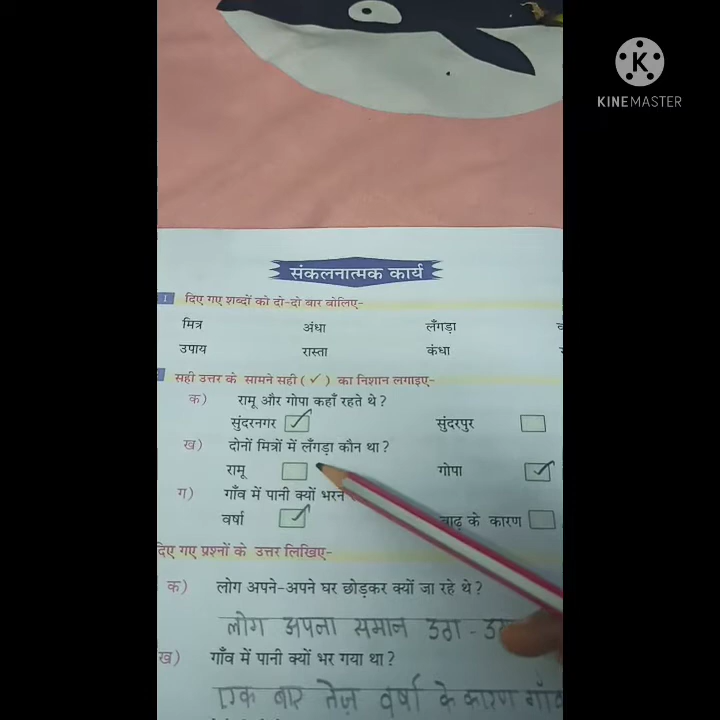 K
KINEMASTER
संकलनात्मक कार्य
1 दिए गए शब्दों को दो-दो बार बोलिए-
मित्र अंधा लँगड़ा
उपाय रास्ता कंधा
सही उत्तर के सामने सही ( ✓ ) का निशान लगाइए-
क) रामू और गोपा कहाँ रहते थे?
सुंदरनगर ✓ सुंदरपुर
ख) दोनों मित्रों में लँगड़ा कौन था?
रामू गोपा ✓
ग) गाँव में पानी क्यों भरने
वर्षा ✓ बाढ़ के कारण
दिए गए प्रश्नों के उत्तर लिखिए-
क) लोग अपने-अपने घर छोड़कर क्यों जा रहे थे?
लोग अपना समान उठा -
ख) गाँव में पानी क्यों भर गया था?
एक बार तेज़ वर्षा के कारण गाँव